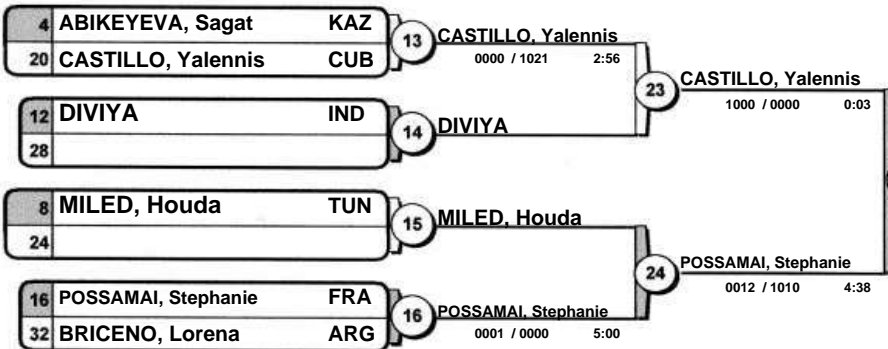 4 ABIKEYEVA, Sagat KAZ
20 CASTILLO, Yalennis CUB
13 CASTILLO, Yalennis
0000 / 1021 2:56
12 DIVIYA IND
28
14 DIVIYA
23 CASTILLO, Yalennis
1000 / 0000 0:03
8 MILED, Houda TUN
24
15 MILED, Houda
16 POSSAMAI, Stephanie FRA
32 BRICENO, Lorena ARG
16 POSSAMAI, Stephanie
0001 / 0000 5:00
24 POSSAMAI, Stephanie
0012 / 1010 4:38